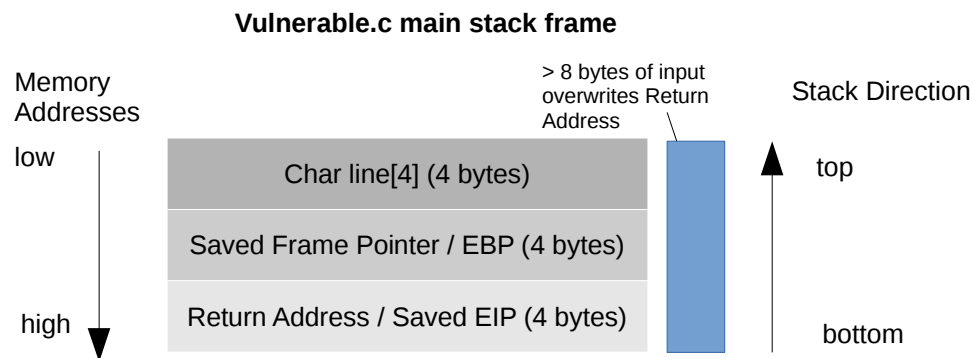 Vulnerable.c main stack frame
Memory
Addresses
> 8 bytes of input
overwrites Return
Address
Stack Direction
low
Char line[4] (4 bytes)
top
Saved Frame Pointer / EBP (4 bytes)
high
Return Address / Saved EIP (4 bytes)
bottom